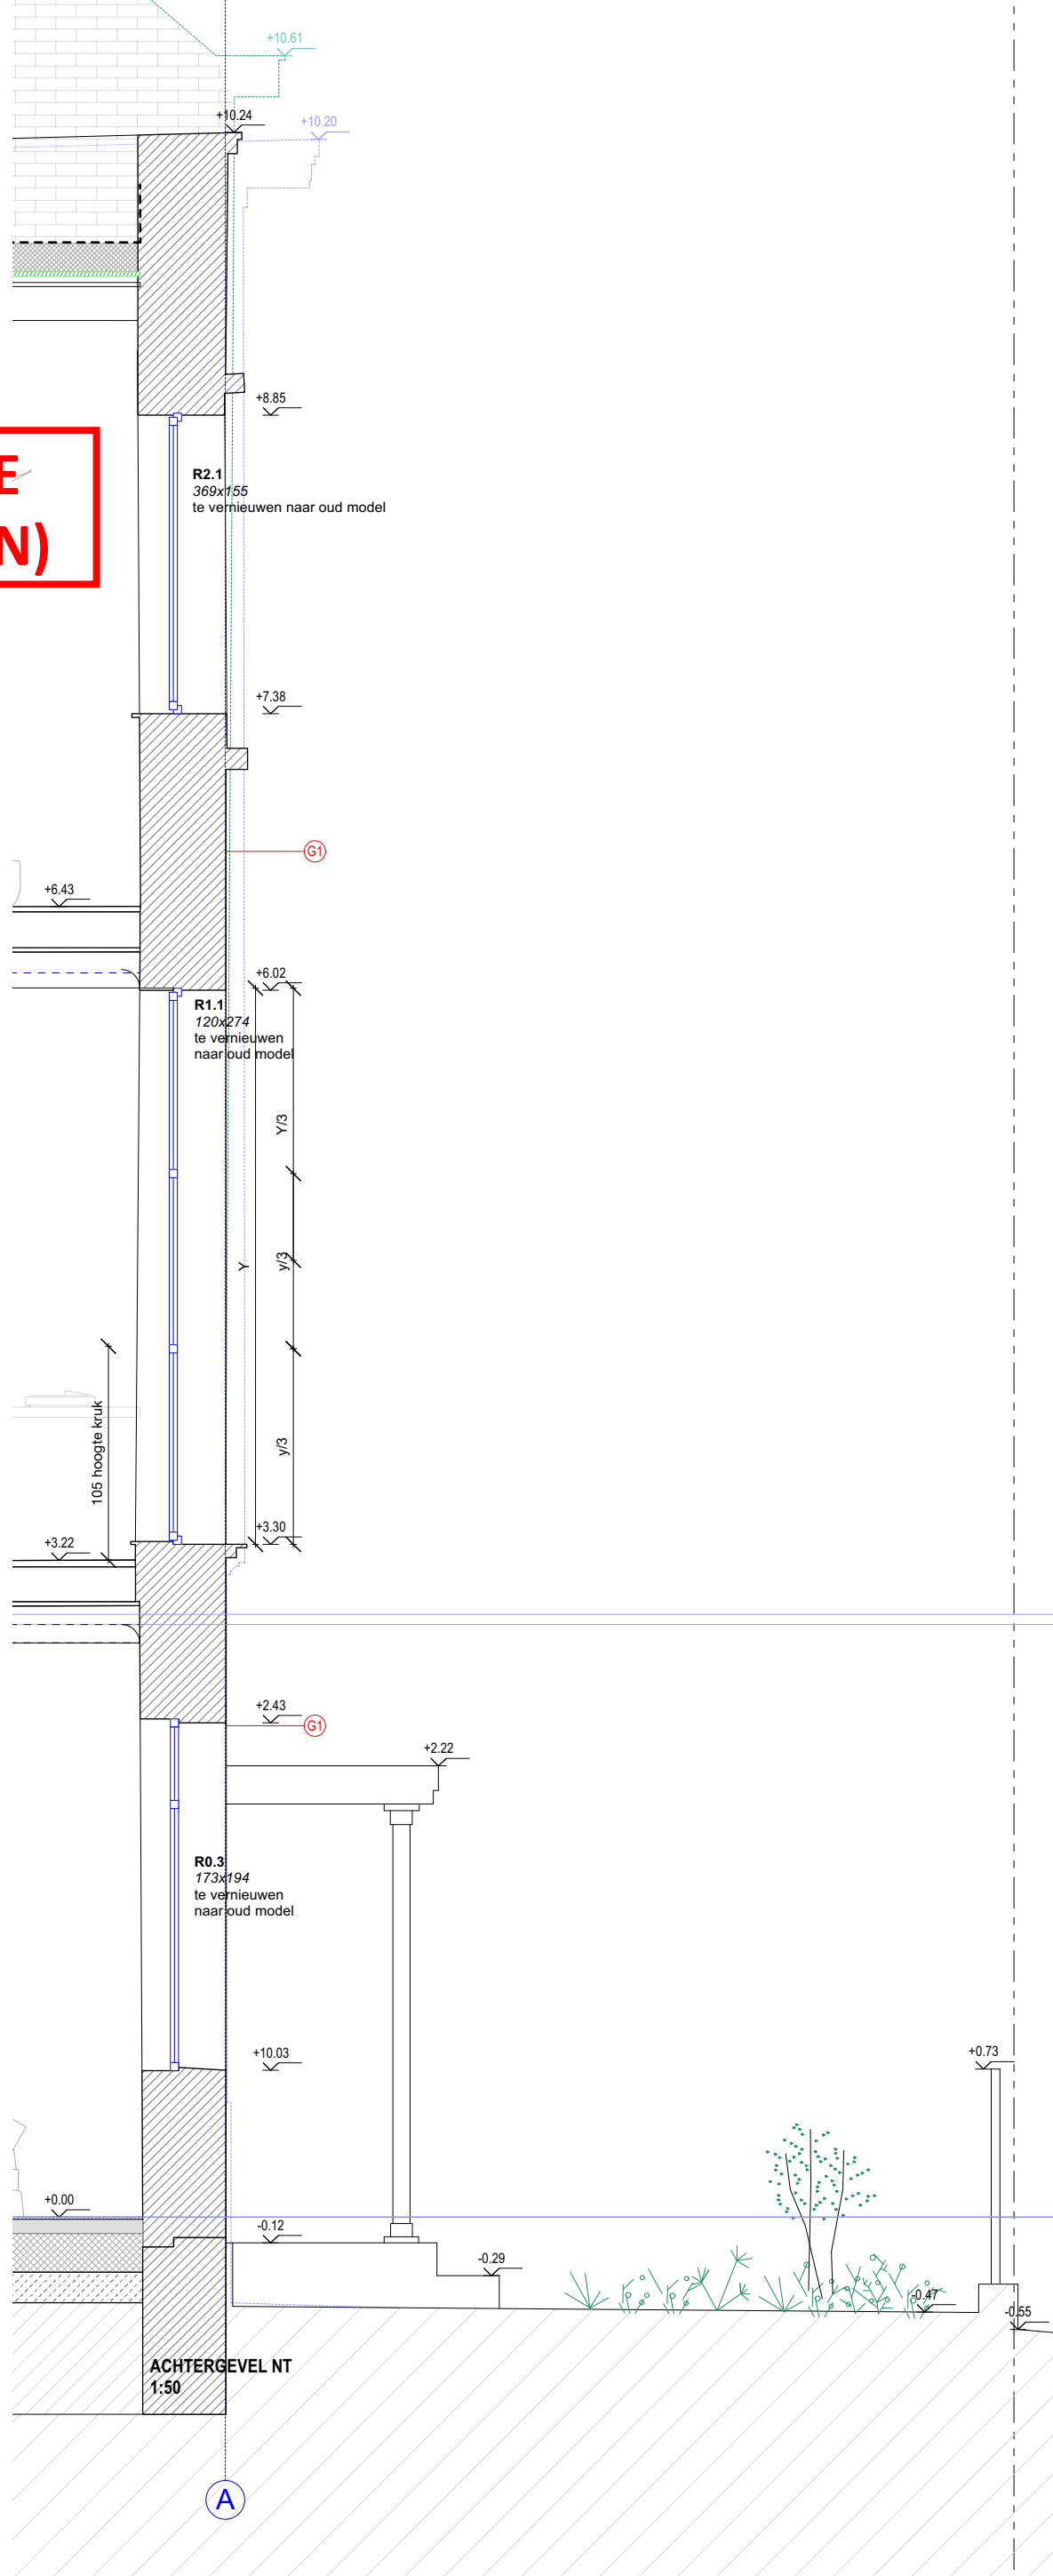 +10.61
+10.24
+10.20
+8.85
E
N)
R2.1
369x155
te vernieuwen naar oud model
+7.38
G1
+6.43
+6.02
R1.1
120x274
te vernieuwen
naar oud model
Y/3
y/3
Y
105 hoogte kruk
y/3
+3.30
+3.22
+2.43
G1
+2.22
R0.3
173x194
te vernieuwen
naar oud model
+10.03
+0.73
+0.00
-0.12
-0.29
-0.47
-0.55
ACHTERGEVEL NT
1:50
A